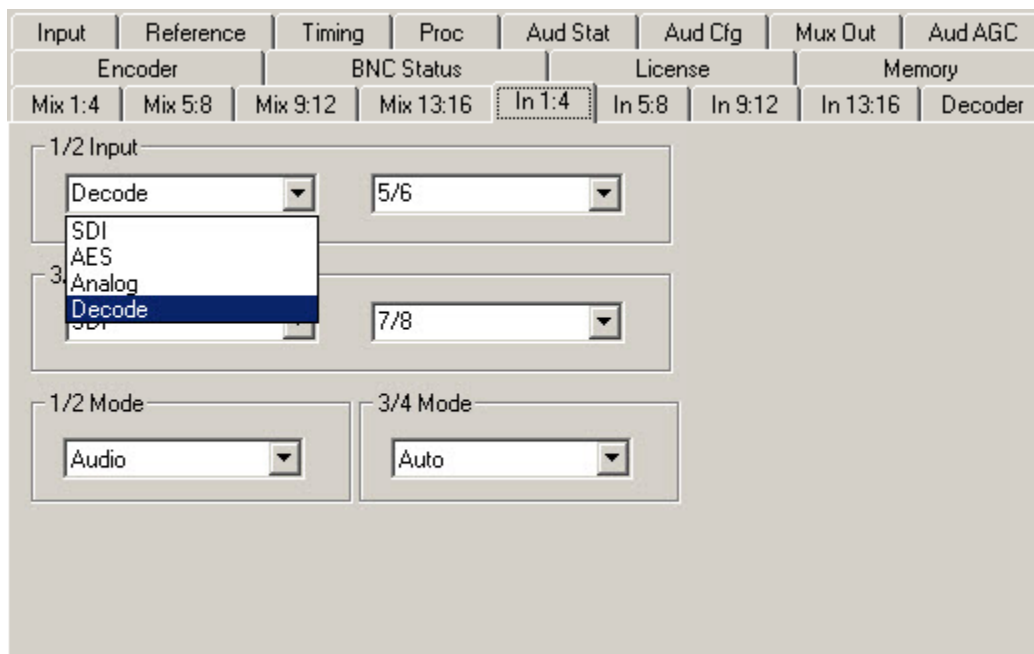 Input Reference Timing Proc Aud Stat Aud Cfg Mux Out Aud AGC
Encoder BNC Status License Memory
Mix 1:4 Mix 5:8 Mix 9:12 Mix 13:16 In 1:4 In 5:8 In 9:12 In 13:16 Decoder
1/2 Input
Decode 5/6
SDI
AES
3/
Analog
Decode
SDI 7/8
1/2 Mode 3/4 Mode
Audio Auto